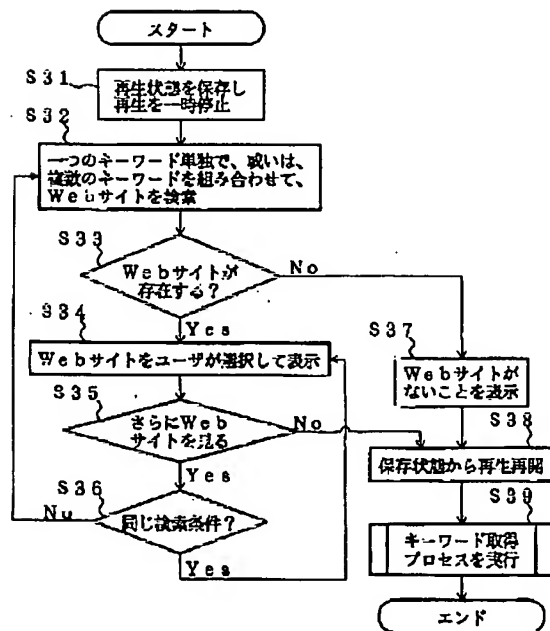 スタート
S31
再生状態を保存し
再生を一時停止
S32
一つのキーワード単独で、或いは、
複数のキーワードを組み合わせて、
Webサイトを検索
S33
Webサイトが
存在する?
No
Yes
S34
Webサイトをユーザが選択して表示
S35
さらにWeb
サイトを見る
No
Yes
S36
同じ検索条件?
No
Yes
S37
Webサイトが
ないことを表示
S38
保存状態から再生再開
S39
キーワード取得
プロセスを実行
エンド